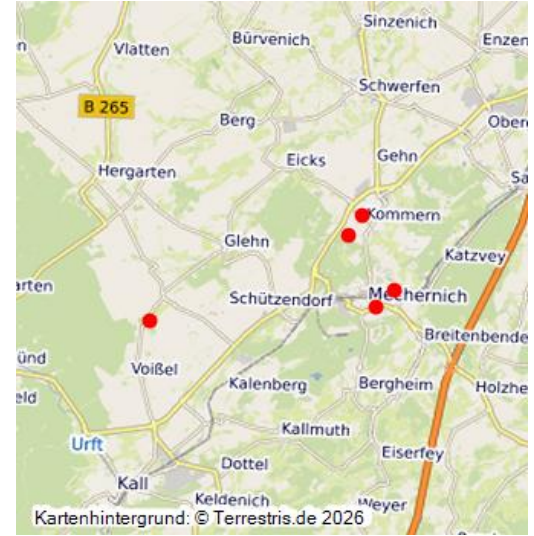 Sinzenich
Bürvenich
Enzen
Vlatten
Schwerfen
B 265
Berg
Ober
Eicks
Gehn
Hergarten
Sa
Kommern
Glehn
Katzvey
arten
Schützendorf
Mechernich
Breitenbende
ünd
Voißel
Kalenberg
Bergheim
Holzhe
eld
Kallmuth
Urft
Eiserfey
Dottel
Kall
Keldenich
Weyer
Kartenhintergrund: © Terrestris.de 2026